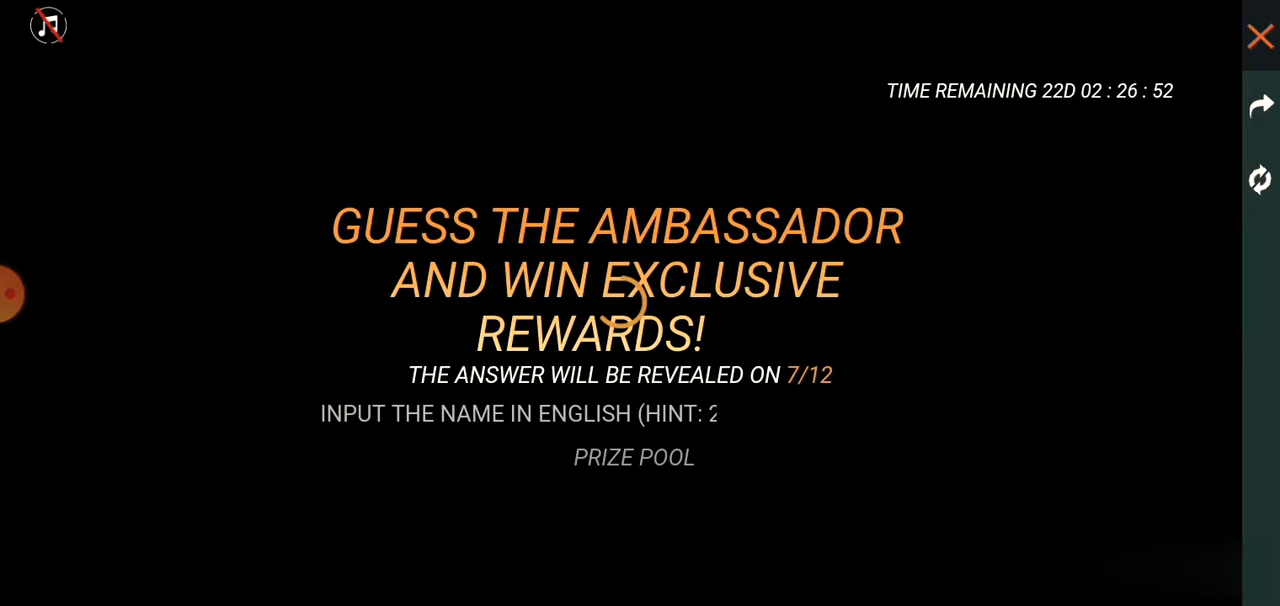 TIME REMAINING 22D 02 : 26 : 52
GUESS THE AMBASSADOR
AND WIN EXCLUSIVE
REWARDS!
THE ANSWER WILL BE REVEALED ON 7/12
INPUT THE NAME IN ENGLISH (HINT: 2
PRIZE POOL